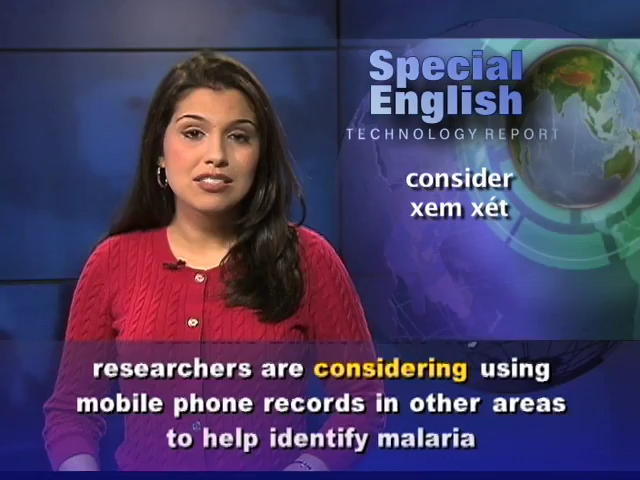 Special
English
TECHNOLOGY REPORT
consider
xem xét
researchers are considering using
mobile phone records in other areas
to help identify malaria